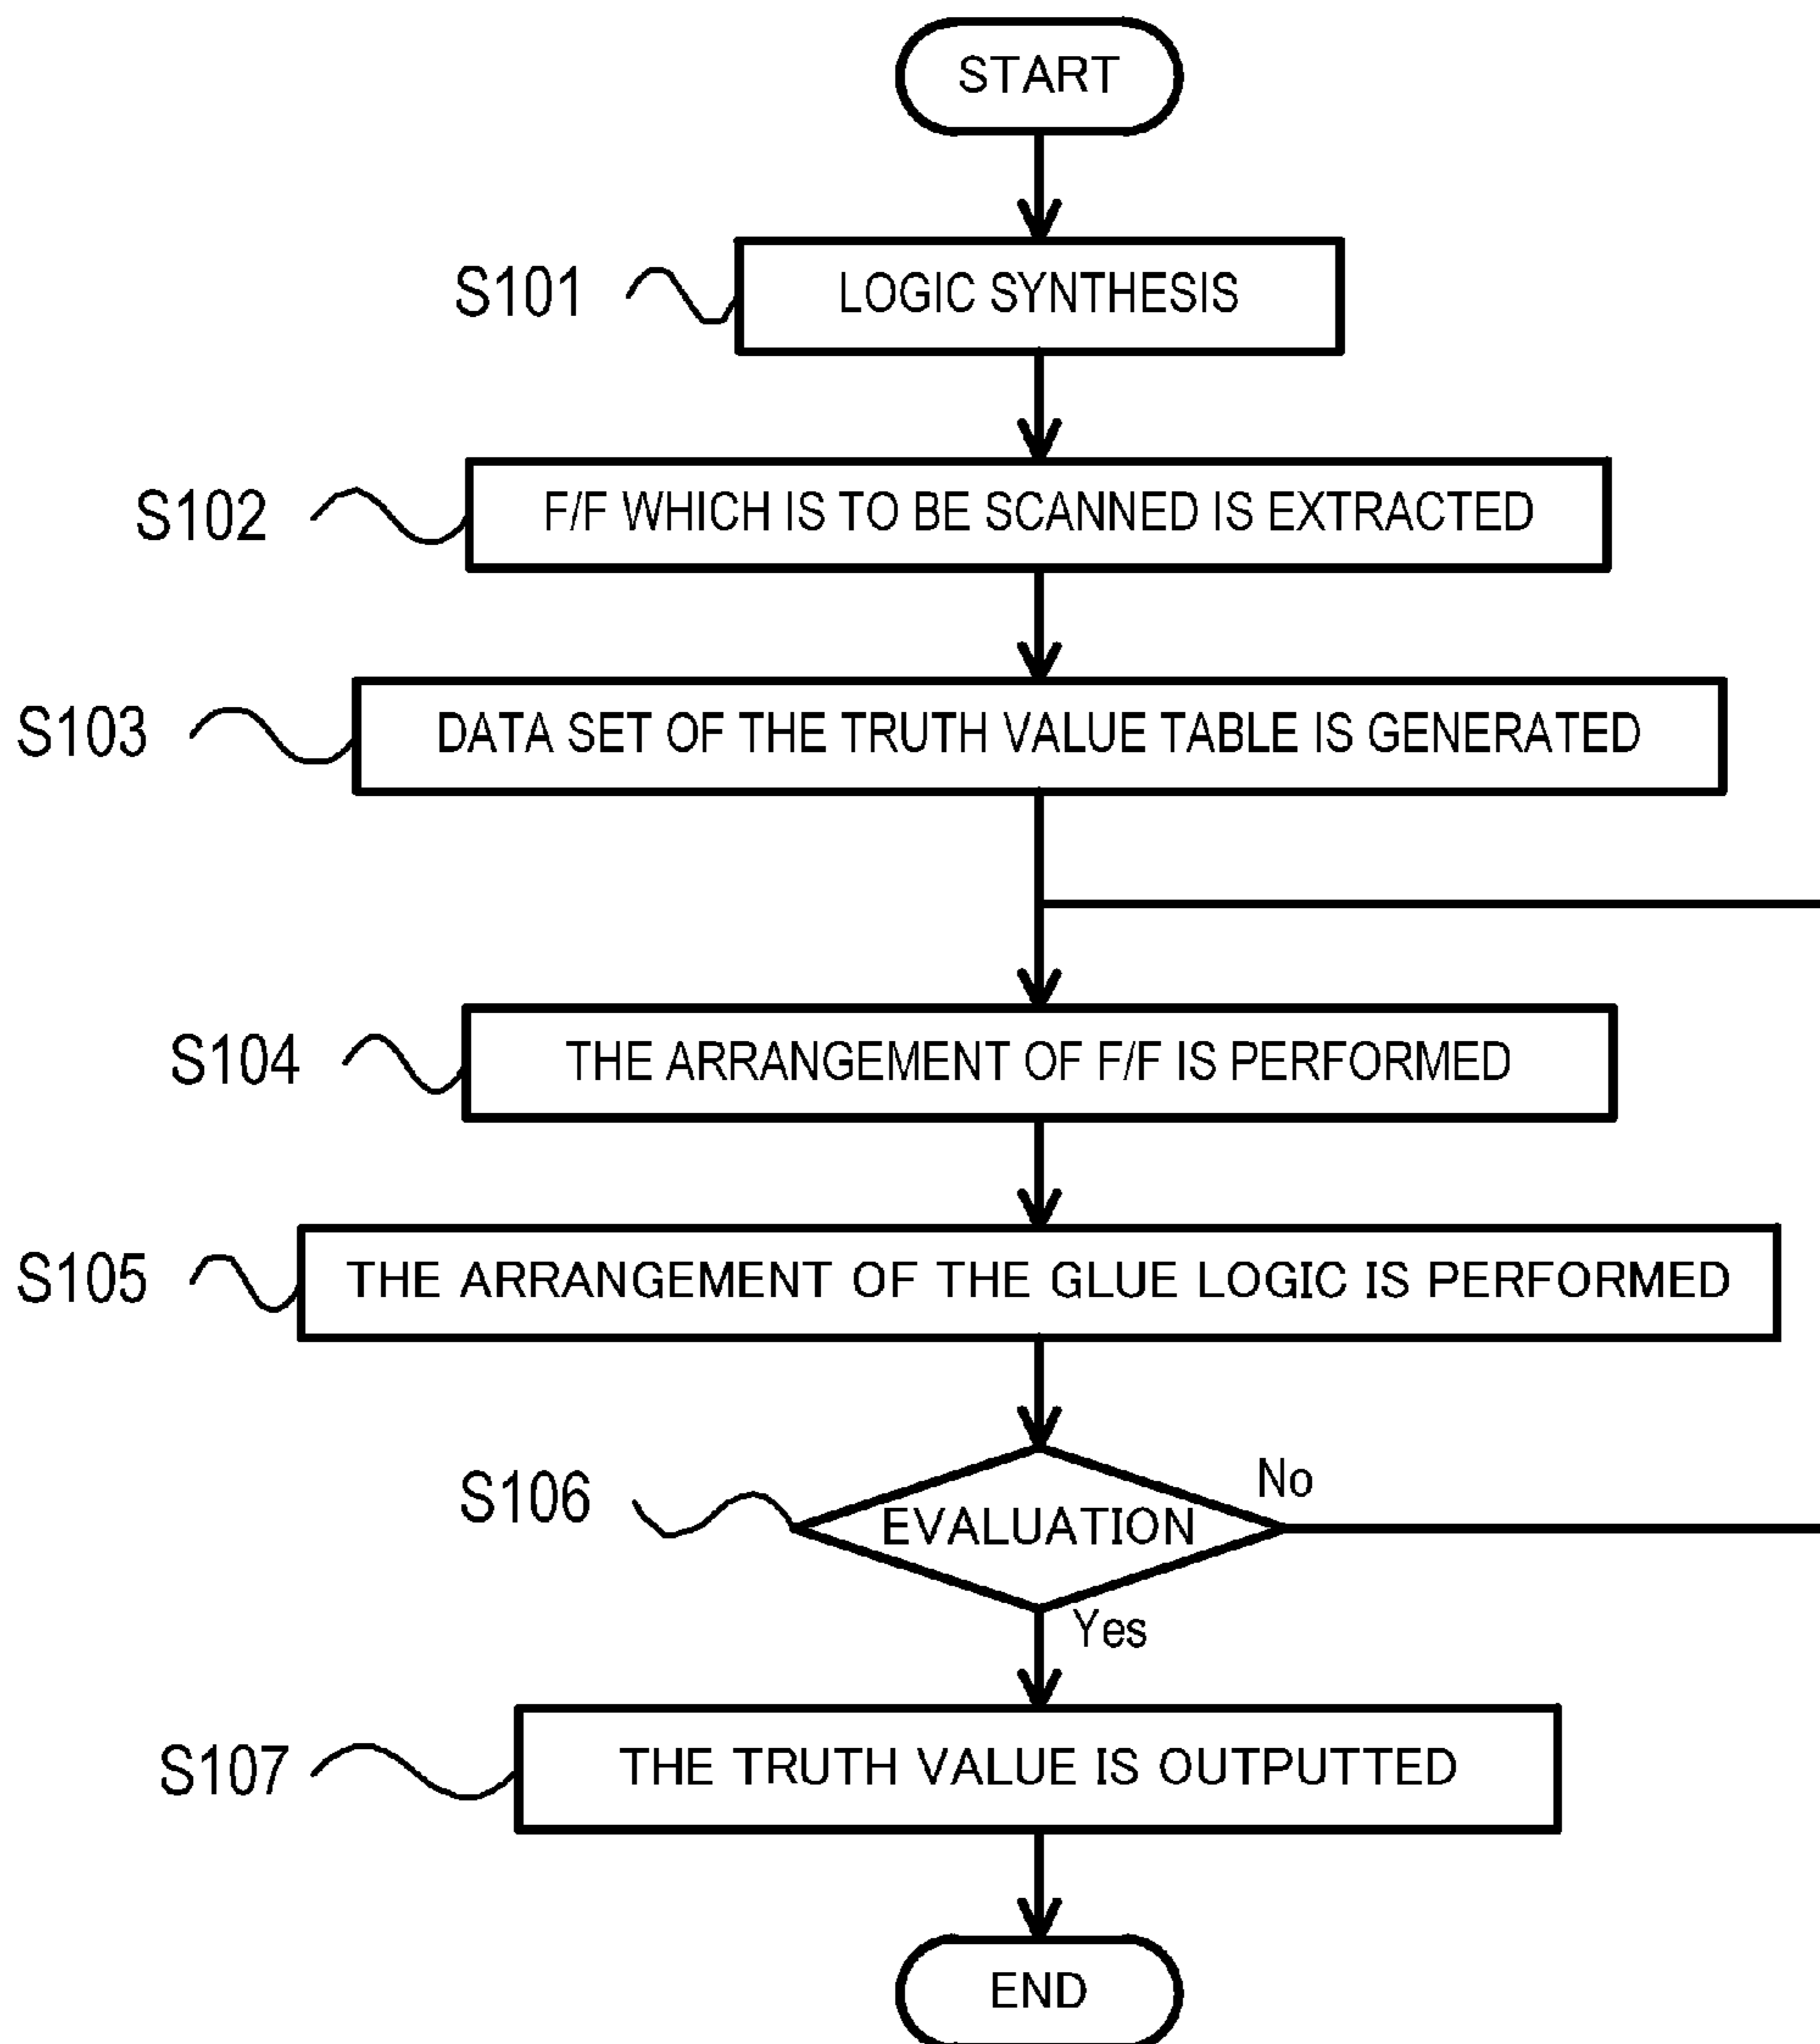 START
S101
LOGIC SYNTHESIS
S102
F/F WHICH IS TO BE SCANNED IS EXTRACTED
S103
DATA SET OF THE TRUTH VALUE TABLE IS GENERATED
S104
THE ARRANGEMENT OF F/F IS PERFORMED
S105
THE ARRANGEMENT OF THE GLUE LOGIC IS PERFORMED
S106
EVALUATION
No
Yes
S107
THE TRUTH VALUE IS OUTPUTTED
END